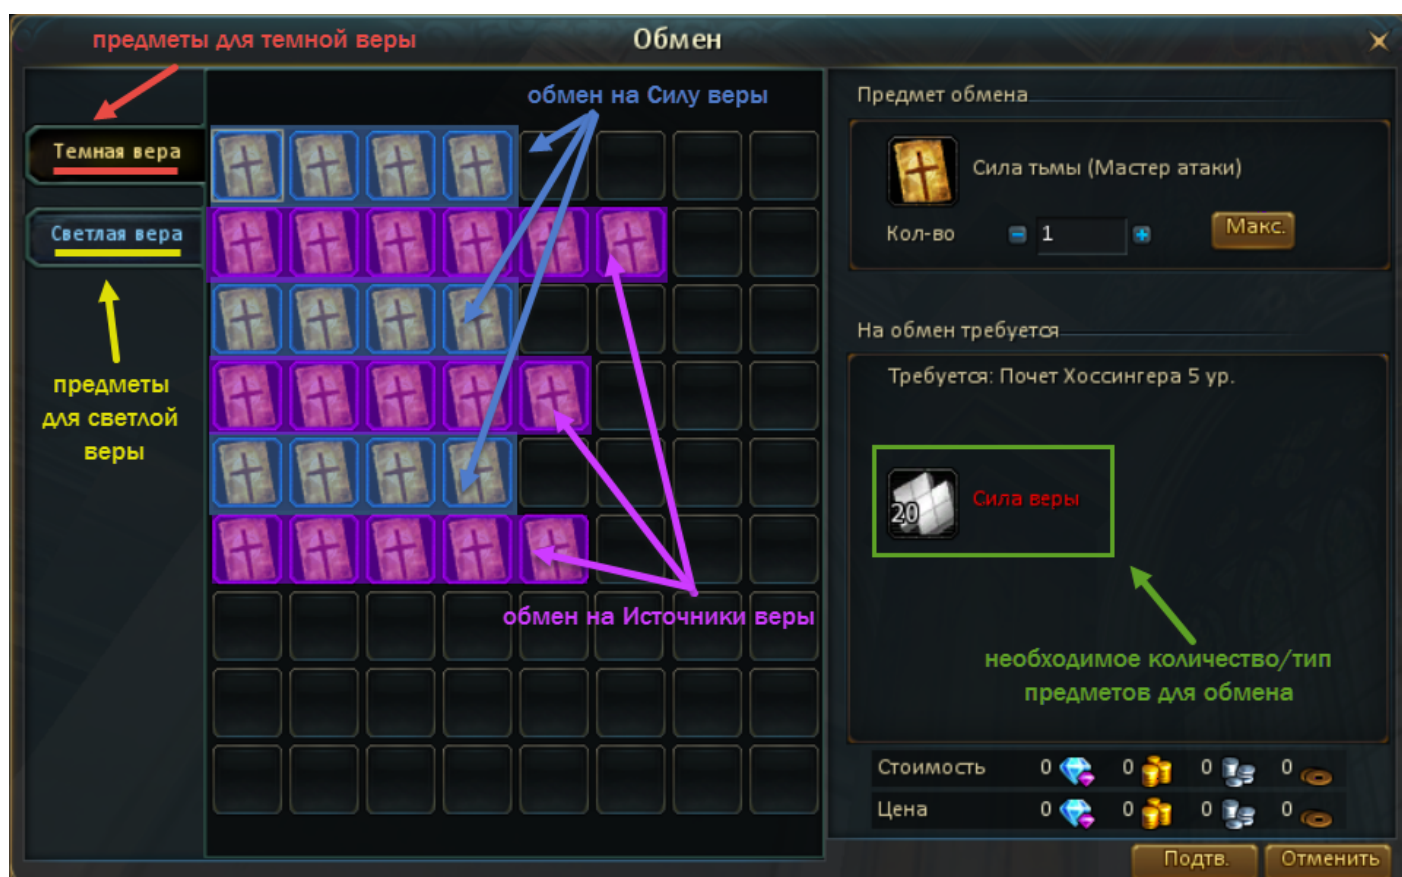 предметы для темной веры
Обмен
обмен на Силу веры
Предмет обмена
Темная вера
Сила тьмы (Мастер атаки)
Светлая вера
Кол-во
1
Макс.
На обмен требуется
Требуется: Почет Хоссингера 5 ур.
предметы
для светлой
веры
20
Сила веры
обмен на Источники веры
необходимое количество/тип
предметов для обмена
Стоимость 0 0 0 0
Цена 0 0 0 0
Подтв.
Отменить